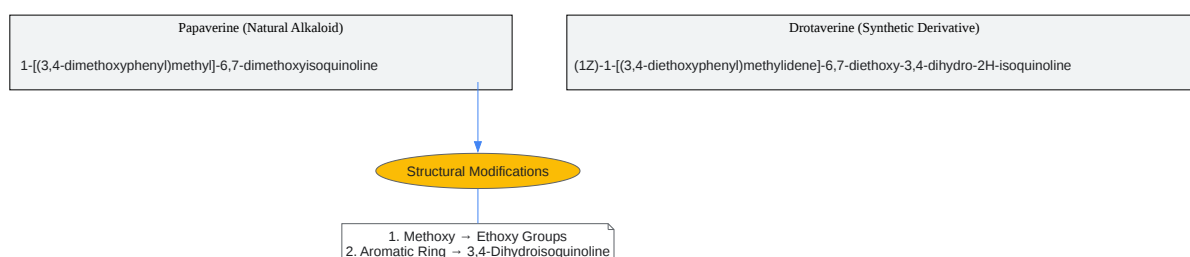 Papaverine (Natural Alkaloid)
1-[(3,4-dimethoxyphenyl)methyl]-6,7-dimethoxyisoquinoline
Drotaverine (Synthetic Derivative)
(1Z)-1-[(3,4-diethoxyphenyl)methylidene]-6,7-diethoxy-3,4-dihydro-2H-isoquinoline
Structural Modifications
1. Methoxy → Ethoxy Groups
2. Aromatic Ring → 3,4-Dihydroisoquinoline